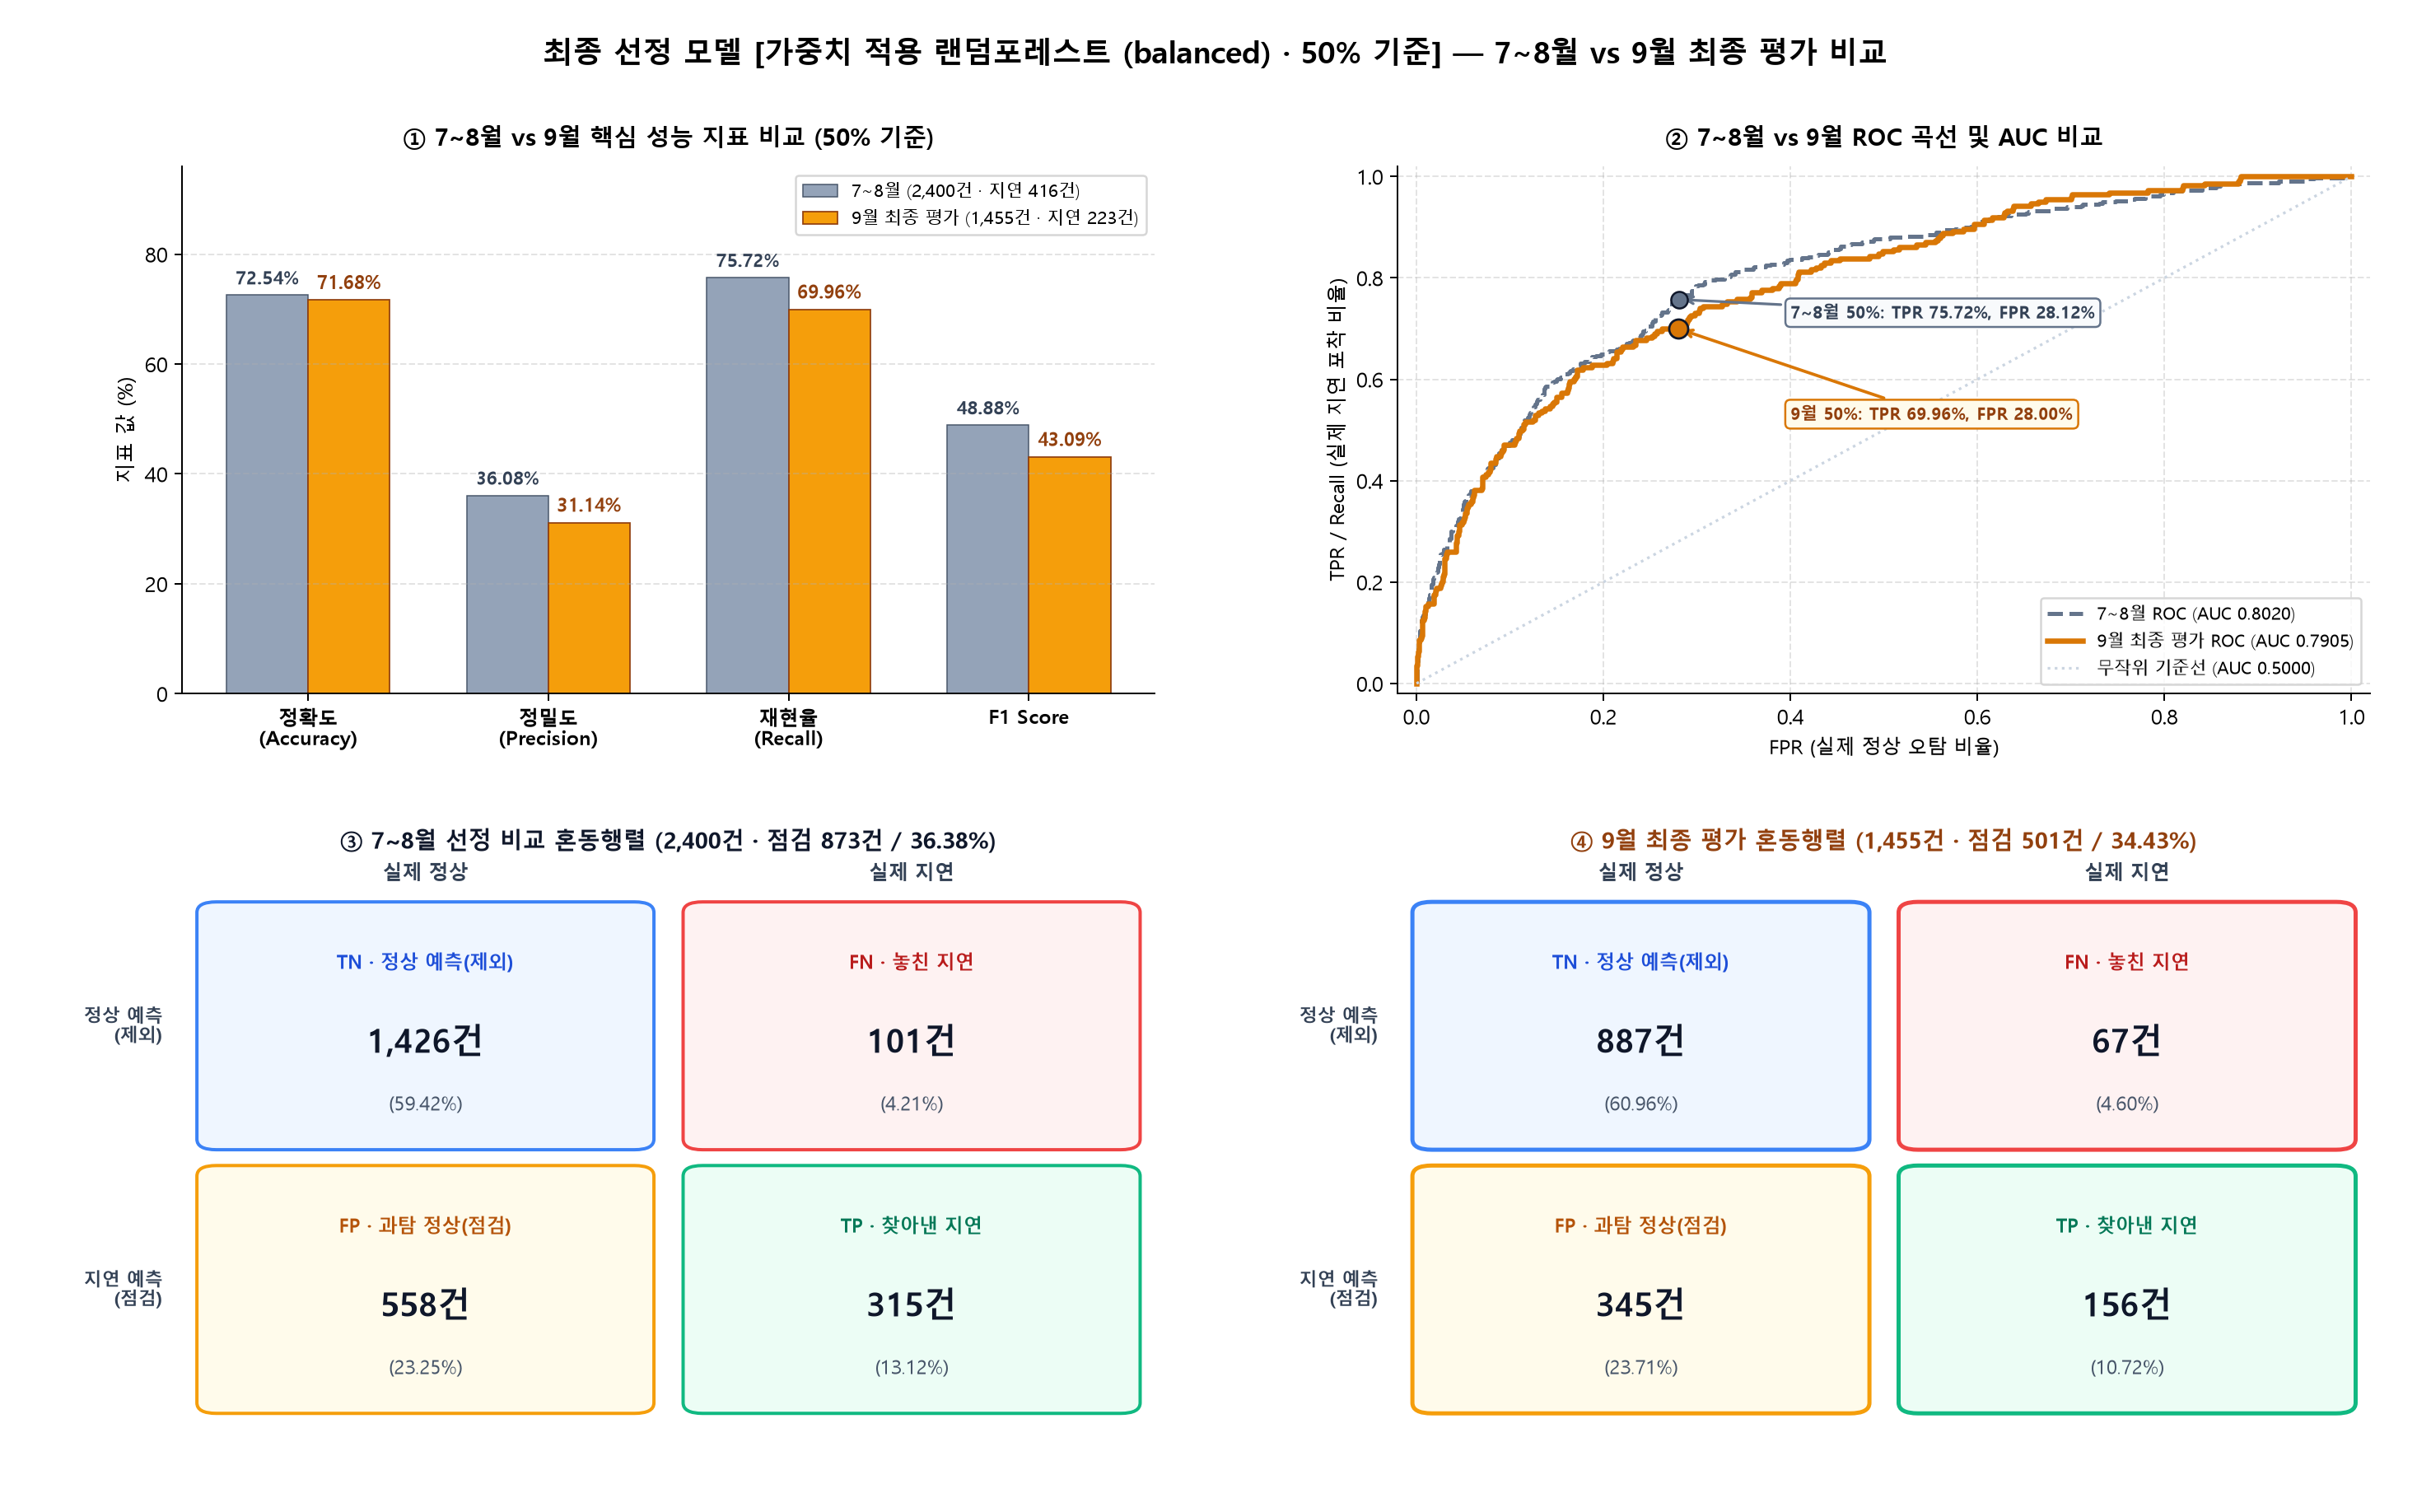 최종 선정 모델 [가중치 적용 랜덤포레스트 (balanced) · 50% 기준] — 7~8월 vs 9월 최종 평가 비교
① 7~8월 vs 9월 핵심 성능 지표 비교 (50% 기준)
7~8월 (2,400건 · 지연 416건)
9월 최종 평가 (1,455건 · 지연 223건)
지표 값 (%)
80
60
40
20
0
72.54%
71.68%
36.08%
31.14%
75.72%
69.96%
48.88%
43.09%
정확도
(Accuracy)
정밀도
(Precision)
재현율
(Recall)
F1 Score
② 7~8월 vs 9월 ROC 곡선 및 AUC 비교
TPR / Recall (실제 지연 포착 비율)
1.0
0.8
0.6
0.4
0.2
0.0
7~8월 50%: TPR 75.72%, FPR 28.12%
9월 50%: TPR 69.96%, FPR 28.00%
7~8월 ROC (AUC 0.8020)
9월 최종 평가 ROC (AUC 0.7905)
무작위 기준선 (AUC 0.5000)
0.0
0.2
0.4
0.6
0.8
1.0
FPR (실제 정상 오탐 비율)
③ 7~8월 선정 비교 혼동행렬 (2,400건 · 점검 873건 / 36.38%)
실제 정상
실제 지연
정상 예측
(제외)
TN · 정상 예측(제외)
1,426건
(59.42%)
FN · 놓친 지연
101건
(4.21%)
지연 예측
(점검)
FP · 과탐 정상(점검)
558건
(23.25%)
TP · 찾아낸 지연
315건
(13.12%)
④ 9월 최종 평가 혼동행렬 (1,455건 · 점검 501건 / 34.43%)
실제 정상
실제 지연
정상 예측
(제외)
TN · 정상 예측(제외)
887건
(60.96%)
FN · 놓친 지연
67건
(4.60%)
지연 예측
(점검)
FP · 과탐 정상(점검)
345건
(23.71%)
TP · 찾아낸 지연
156건
(10.72%)